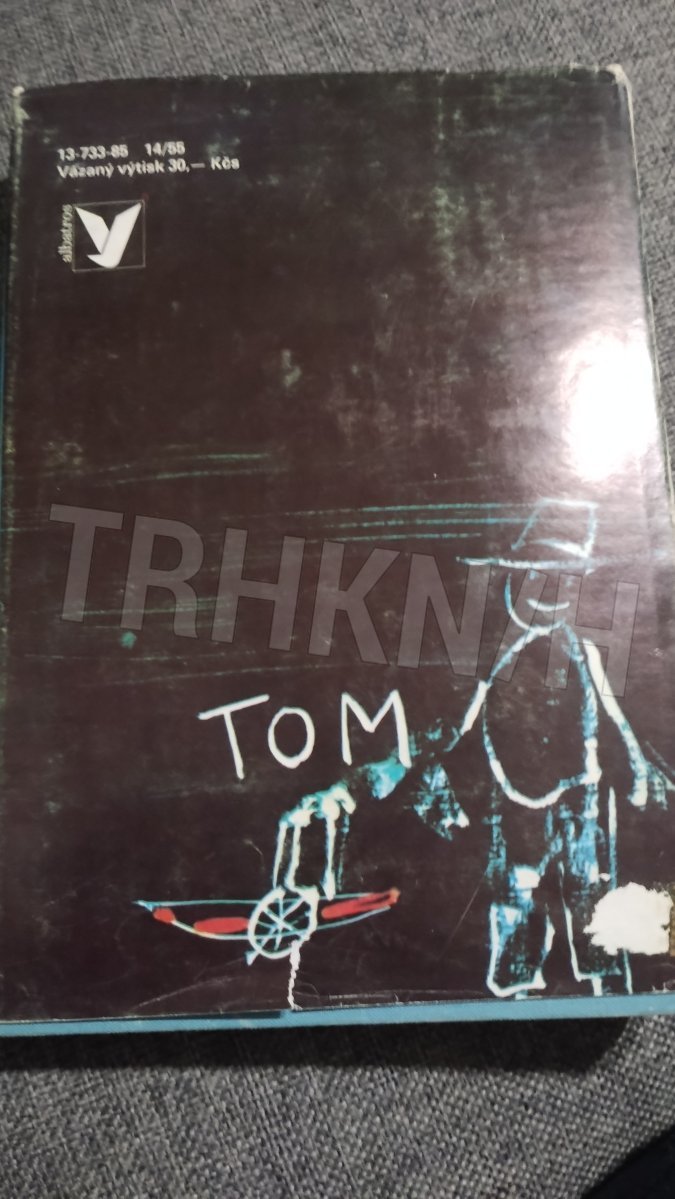 13-733-85 14/55
Vázaný výtisk 30,— Kčs
albatros
TRHKNIH
TOM